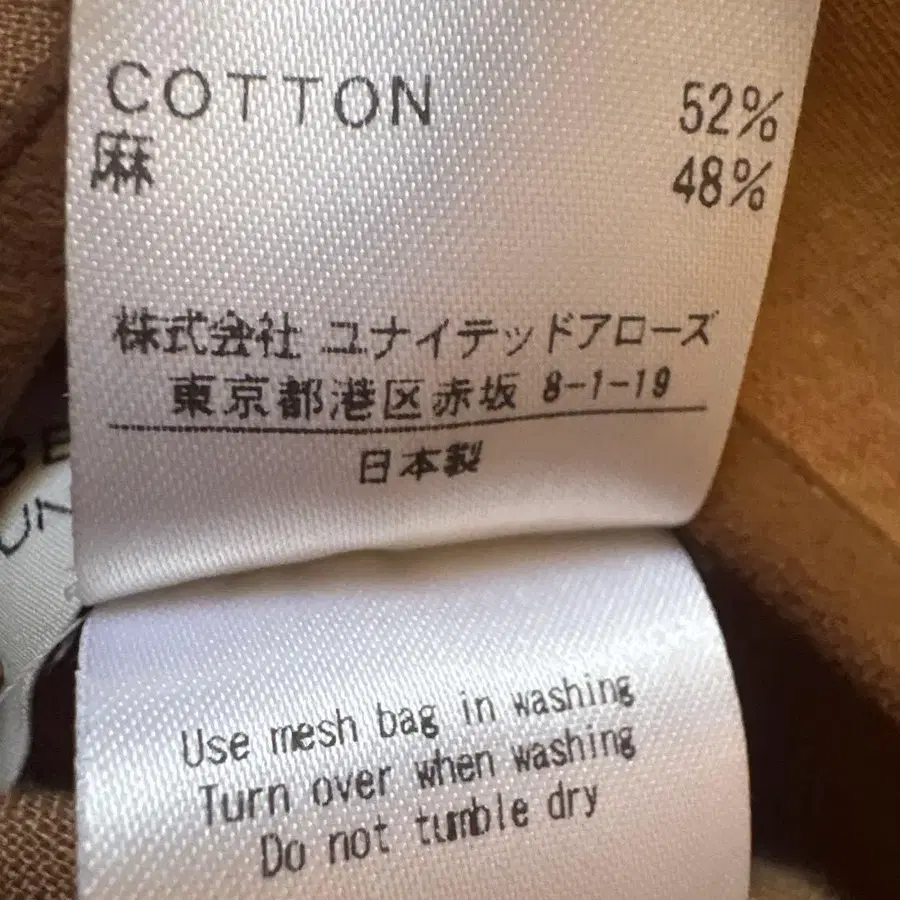 COTTON 52%
麻 48%
株式会社 ユナイテッドアローズ
東京都港区赤坂 8-1-19
日本製
UN
Use mesh bag in washing
Turn over when washing
Do not tumble dry